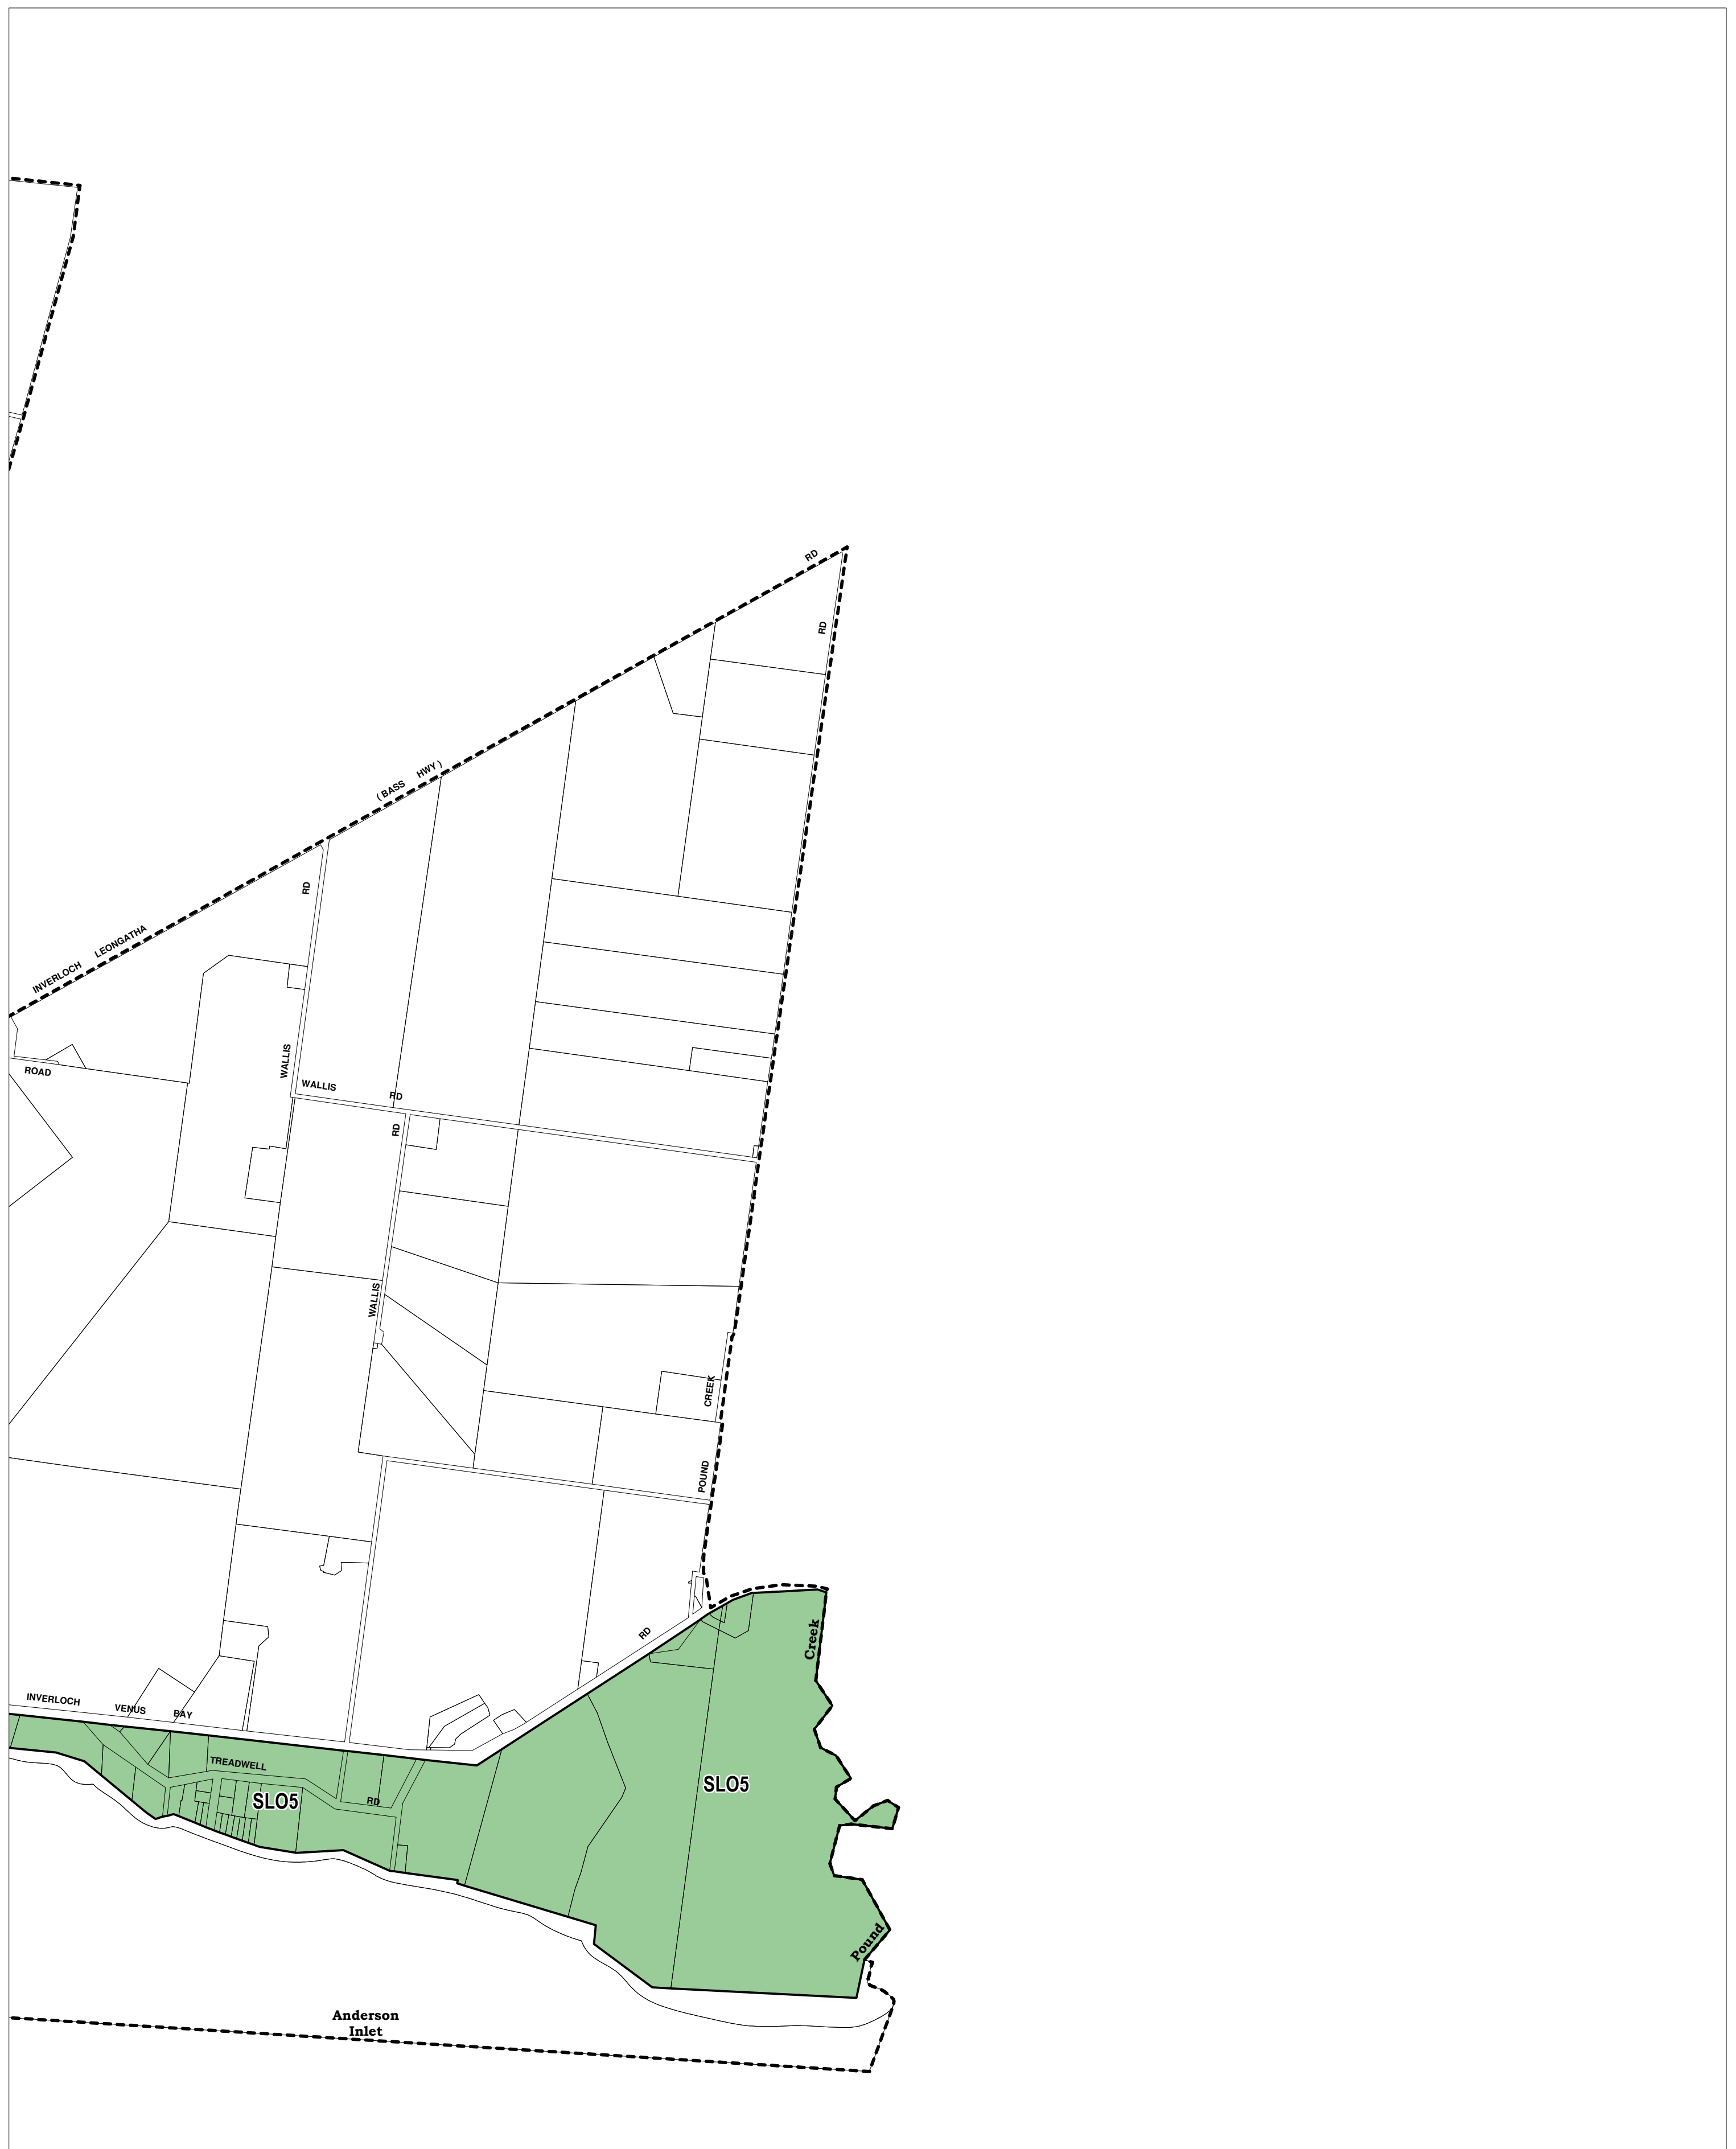 RD
RD
( BASS HWY )
RD
INVERLOCH LEONGATHA
WALLIS
ROAD
WALLIS RD
RD
WALLIS
CREEK
POUND
RD
Creek
INVERLOCH VENUS BAY
TREADWELL
RD
SLO5
SLO5
Pound
Anderson
Inlet